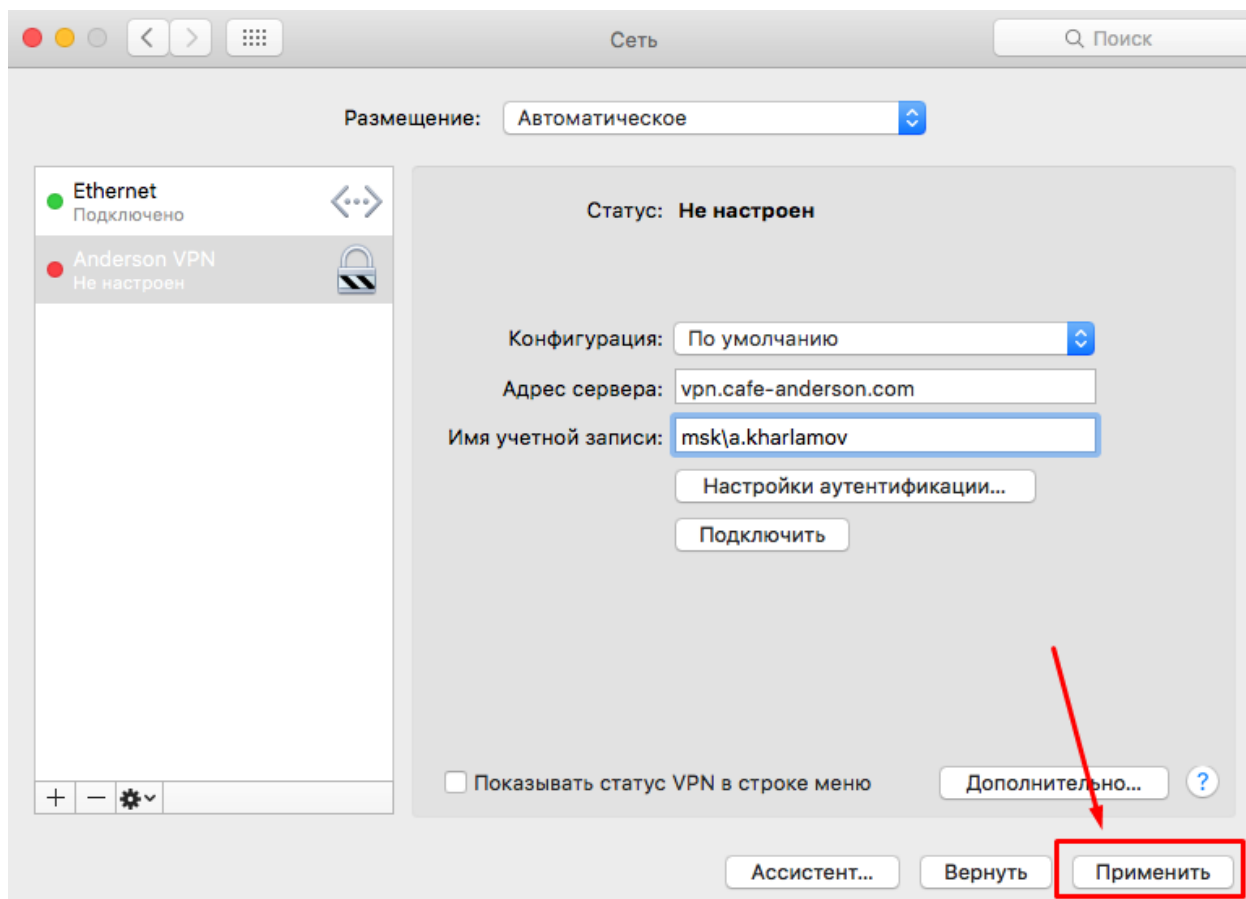 Сеть
Поиск
Размещение: Автоматическое
Ethernet
Подключено
Anderson VPN
Не настроен
Статус: Не настроен
Конфигурация: По умолчанию
Адрес сервера: vpn.cafe-anderson.com
Имя учетной записи: msk\a.kharlamov
Настройки аутентификации...
Подключить
Показывать статус VPN в строке меню
Дополнительно...
?
Ассистент...
Вернуть
Применить